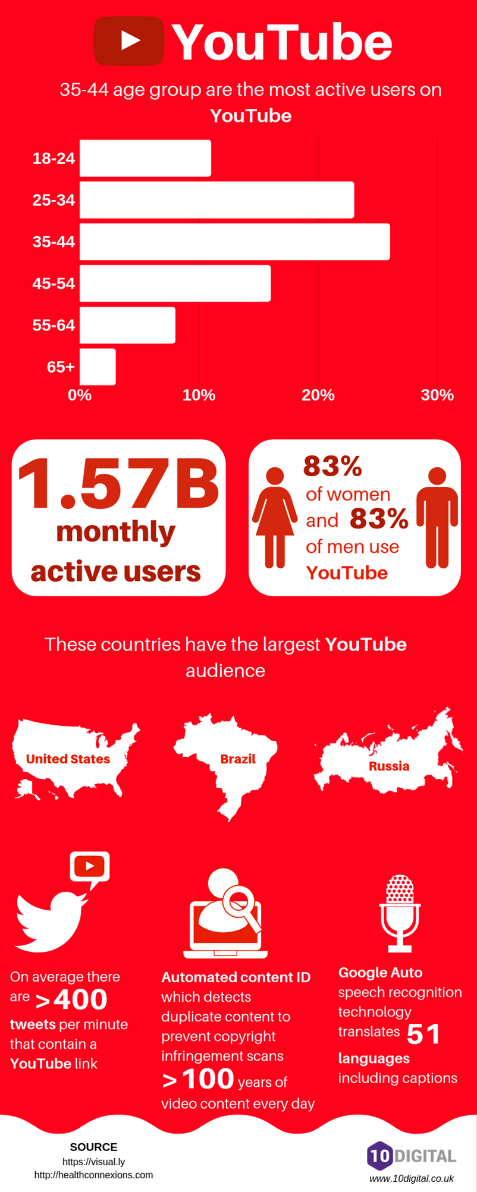 YouTube
35-44 age group are the most active users on
YouTube
18-24
25-34
35-44
45-54
55-64
65+
0% 10% 20% 30%
1.57B
monthly
active users
83%
of women
and 83%
of men use
YouTube
These countries have the largest YouTube
audience
United States
Brazil
Russia
On average there
are >400
tweets per minute
that contain a
YouTube link
Automated content ID
which detects
duplicate content to
prevent copyright
infringement scans
>100 years of
video content every day
Google Auto
speech recognition
technology
translates 51
languages
including captions
SOURCE
https://visual.ly
http://healthconnexions.com
10 DIGITAL
www.10digital.co.uk